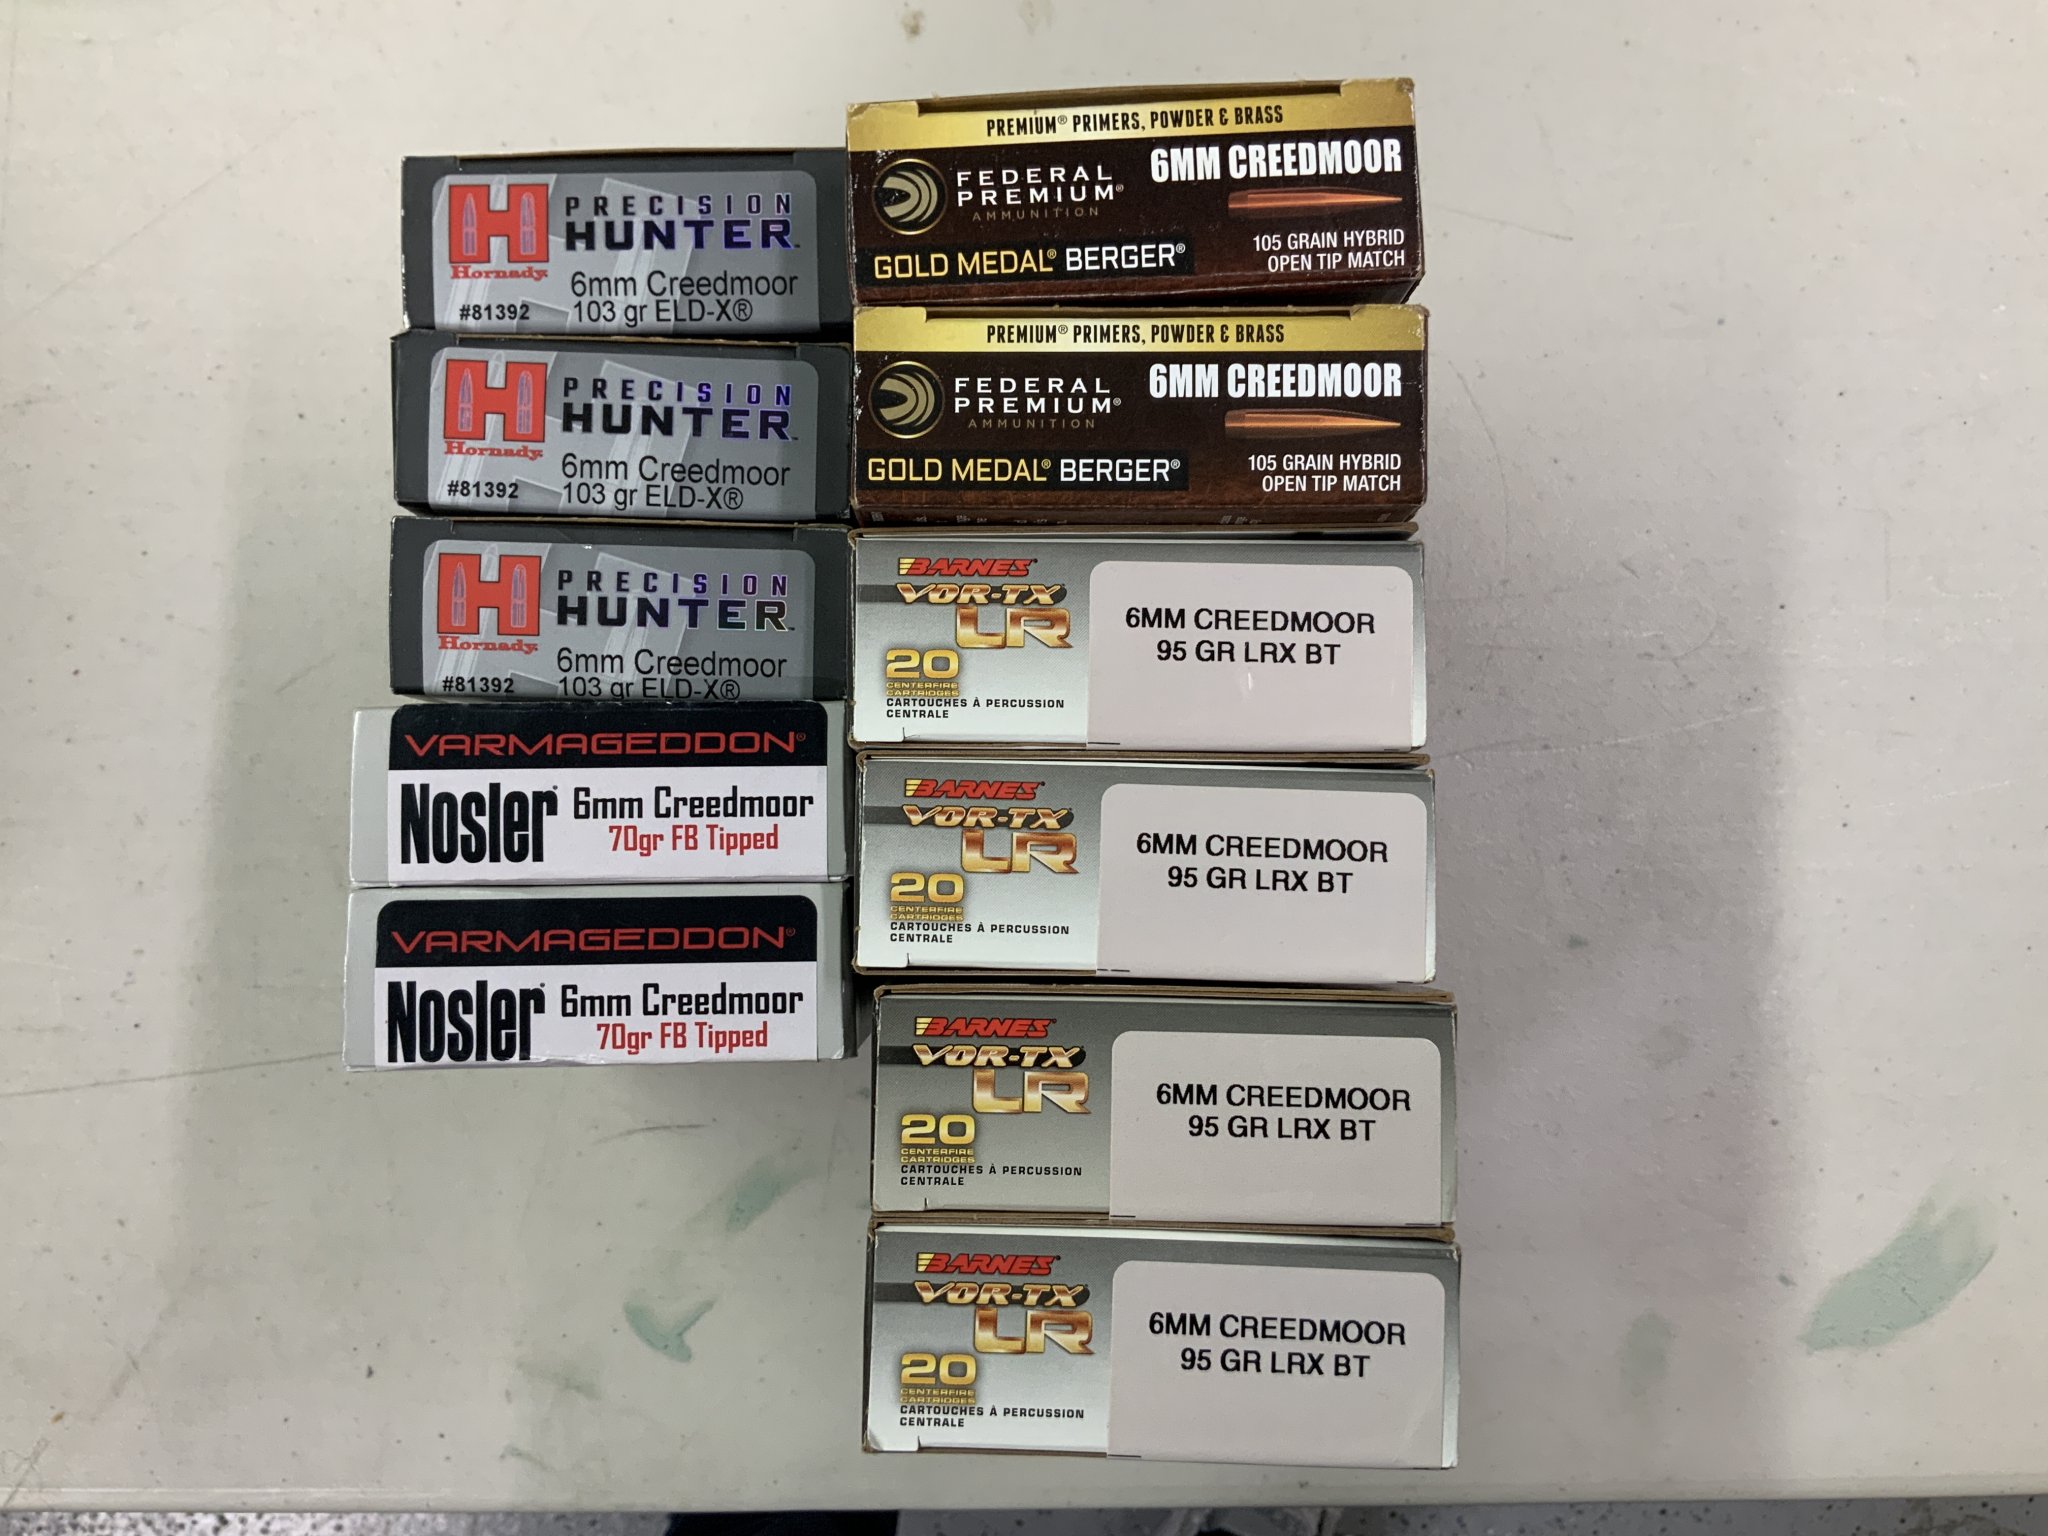 PRECISION
HUNTER™
Hornady®
6mm Creedmoor
#81392 103 gr ELD-X®
PRECISION
HUNTER™
Hornady®
6mm Creedmoor
#81392 103 gr ELD-X®
PRECISION
HUNTER™
Hornady®
6mm Creedmoor
#81392 103 gr ELD-X®
VARMAGEDDON®
Nosler® 6mm Creedmoor
70gr FB Tipped
VARMAGEDDON®
Nosler® 6mm Creedmoor
70gr FB Tipped
PREMIUM® PRIMERS, POWDER & BRASS
FEDERAL
PREMIUM®
AMMUNITION
6MM CREEDMOOR
GOLD MEDAL® BERGER®
105 GRAIN HYBRID
OPEN TIP MATCH
PREMIUM® PRIMERS, POWDER & BRASS
FEDERAL
PREMIUM®
AMMUNITION
6MM CREEDMOOR
GOLD MEDAL® BERGER®
105 GRAIN HYBRID
OPEN TIP MATCH
BARNES
VOR-TX
LR
20
CENTERFIRE
CARTRIDGES
CARTOUCHES À PERCUSSION
CENTRALE
6MM CREEDMOOR
95 GR LRX BT
BARNES
VOR-TX
LR
20
CENTERFIRE
CARTRIDGES
CARTOUCHES À PERCUSSION
CENTRALE
6MM CREEDMOOR
95 GR LRX BT
BARNES
VOR-TX
LR
20
CENTERFIRE
CARTRIDGES
CARTOUCHES À PERCUSSION
CENTRALE
6MM CREEDMOOR
95 GR LRX BT
BARNES
VOR-TX
LR
20
CENTERFIRE
CARTRIDGES
CARTOUCHES À PERCUSSION
CENTRALE
6MM CREEDMOOR
95 GR LRX BT